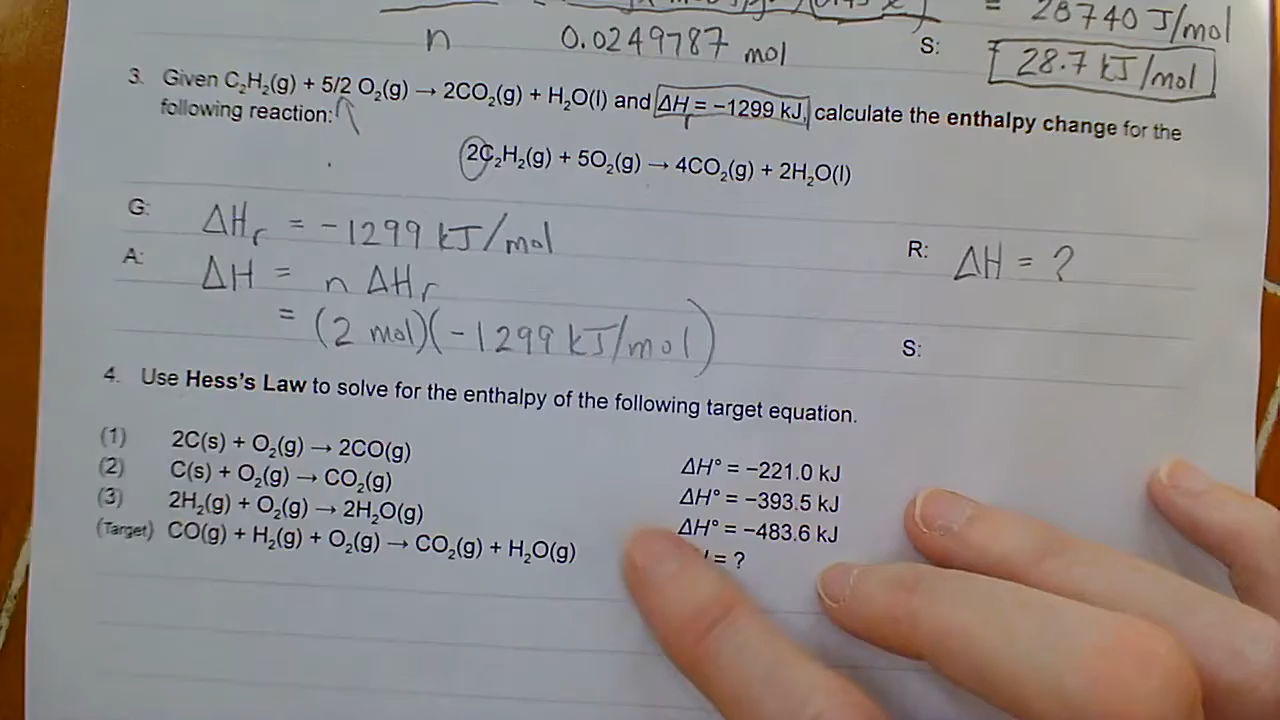 = 28740 J/mol
n 0.0249787 mol S: 28.7 kJ/mol
3. Given C₂H₂(g) + 5/2 O₂(g) → 2CO₂(g) + H₂O(l) and ΔHr = −1299 kJ, calculate the enthalpy change for the
following reaction:
2C₂H₂(g) + 5O₂(g) → 4CO₂(g) + 2H₂O(l)
G: ΔHr = -1299 kJ/mol R: ΔH = ?
A: ΔH = n ΔHr
= (2 mol)(-1299 kJ/mol) S:
4. Use Hess's Law to solve for the enthalpy of the following target equation.
(1) 2C(s) + O₂(g) → 2CO(g) ΔH° = −221.0 kJ
(2) C(s) + O₂(g) → CO₂(g) ΔH° = −393.5 kJ
(3) 2H₂(g) + O₂(g) → 2H₂O(g) ΔH° = −483.6 kJ
(Target) CO(g) + H₂(g) + O₂(g) → CO₂(g) + H₂O(g) = ?